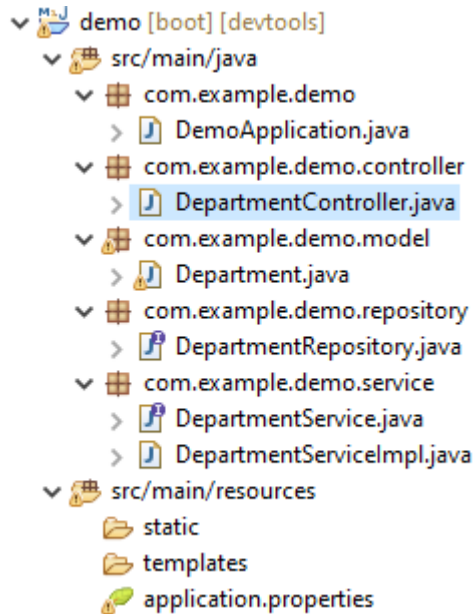 demo [boot] [devtools]
src/main/java
com.example.demo
DemoApplication.java
com.example.demo.controller
DepartmentController.java
com.example.demo.model
Department.java
com.example.demo.repository
DepartmentRepository.java
com.example.demo.service
DepartmentService.java
DepartmentServiceImpl.java
src/main/resources
static
templates
application.properties